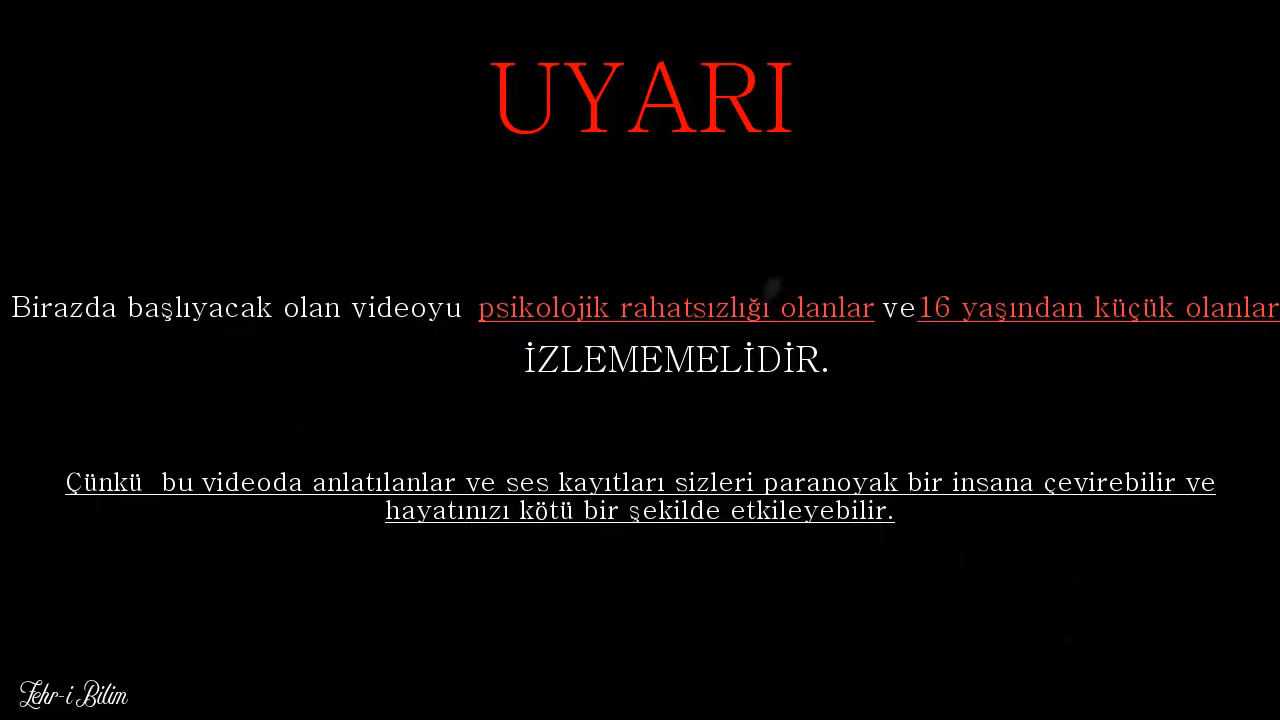 UYARI
Birazda başlıyacak olan videoyu psikolojik rahatsızlığı olanlar ve 16 yaşından küçük olanlar
İZLEMEMELİDİR.
Çünkü bu videoda anlatılanlar ve ses kayıtları sizleri paranoyak bir insana çevirebilir ve
hayatınızı kötü bir şekilde etkileyebilir.
Zehr-i Bilim